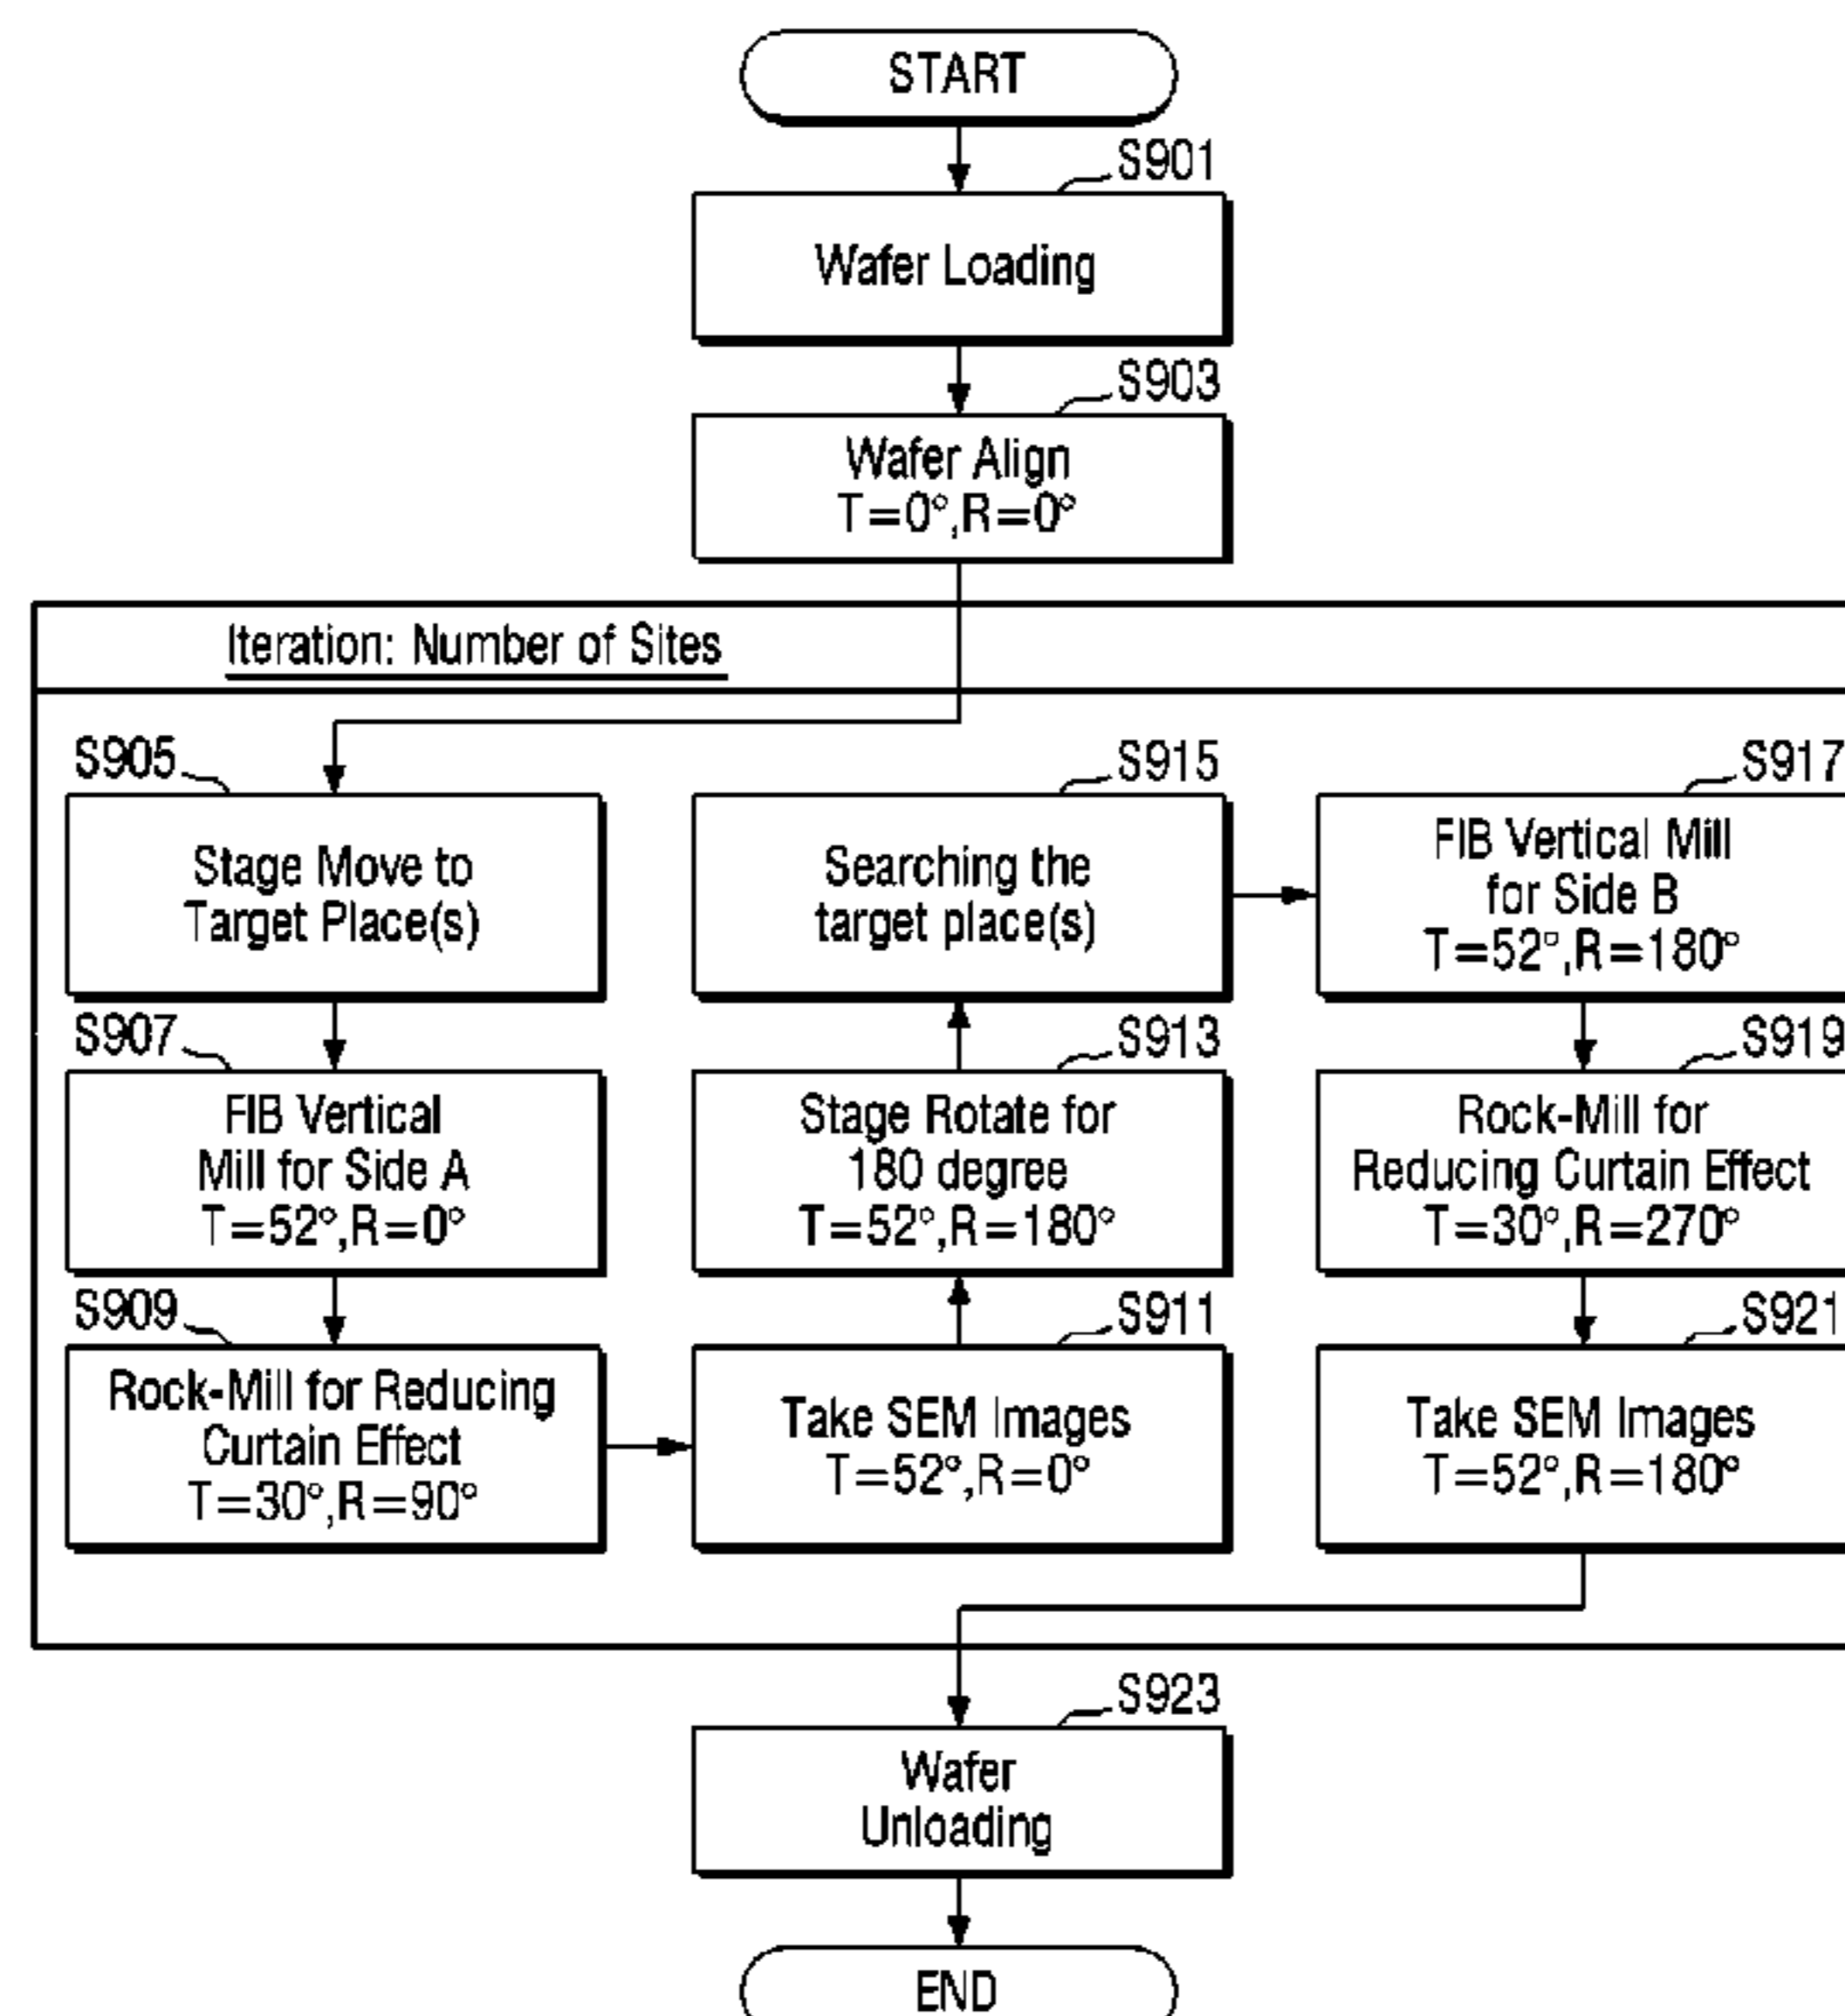 START
S901
Wafer Loading
S903
Wafer Align
T=0°,R=0°
Iteration: Number of Sites
S905
Stage Move to
Target Place(s)
S907
FIB Vertical
Mill for Side A
T=52°,R=0°
S909
Rock-Mill for Reducing
Curtain Effect
T=30°,R=90°
S911
Take SEM Images
T=52°,R=0°
S913
Stage Rotate for
180 degree
T=52°,R=180°
S915
Searching the
target place(s)
S917
FIB Vertical Mill
for Side B
T=52°,R=180°
S919
Rock-Mill for
Reducing Curtain Effect
T=30°,R=270°
S921
Take SEM Images
T=52°,R=180°
S923
Wafer
Unloading
END